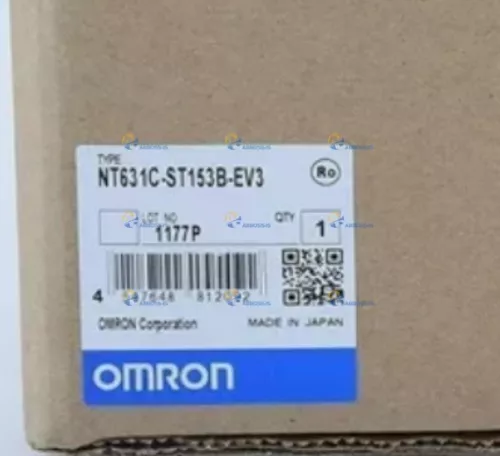 TYPE
NT631C-ST153B-EV3
Ro
LOT NO
QTY
1177P
1
OMRON Corporation
MADE IN JAPAN
OMRON